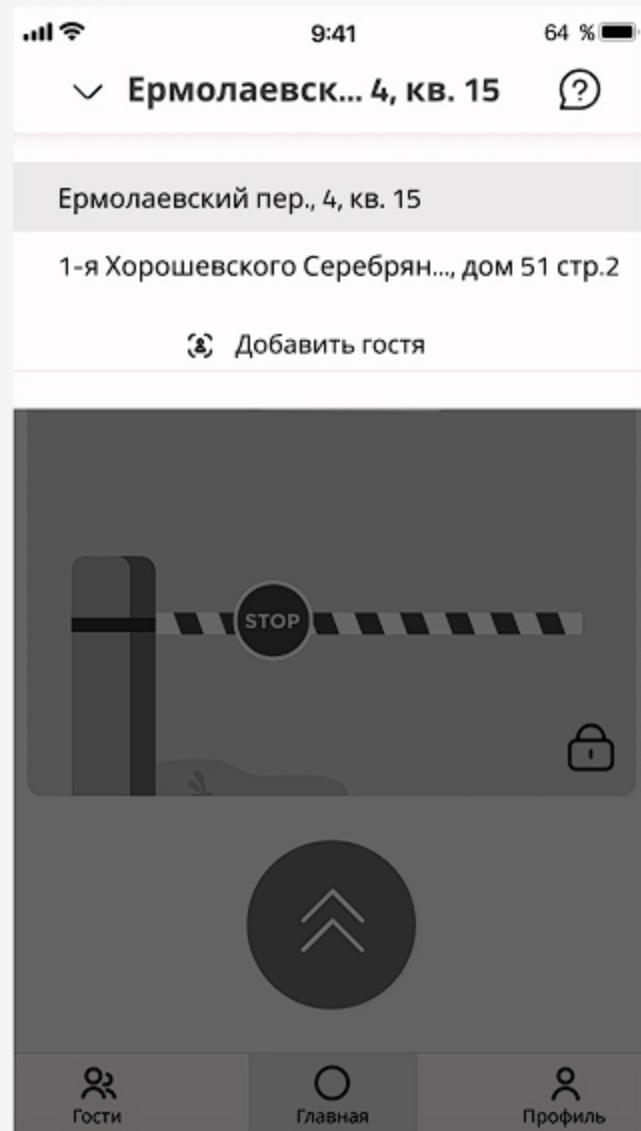 9:41
64 %
Ермолаевск... 4, кв. 15
Ермолаевский пер., 4, кв. 15
1-я Хорошевского Серебрян..., дом 51 стр.2
Добавить гостя
STOP
Гости
Главная
Профиль